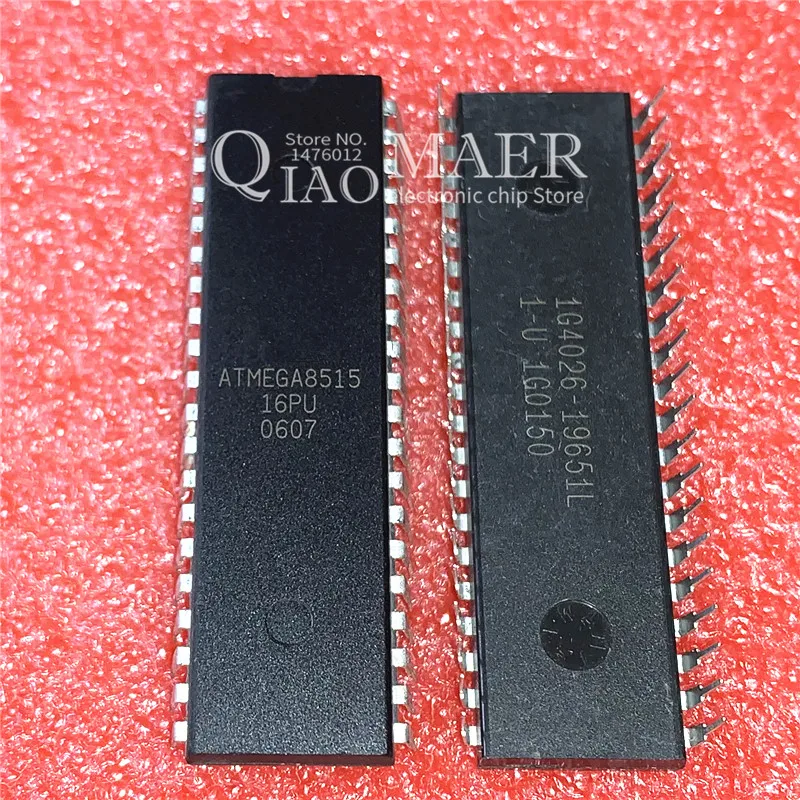 Store NO.
1476012
QIAO MAER
electronic chip Store
ATMEGA8515
16PU
0607
1G4026-19651L
1-U 1G0150